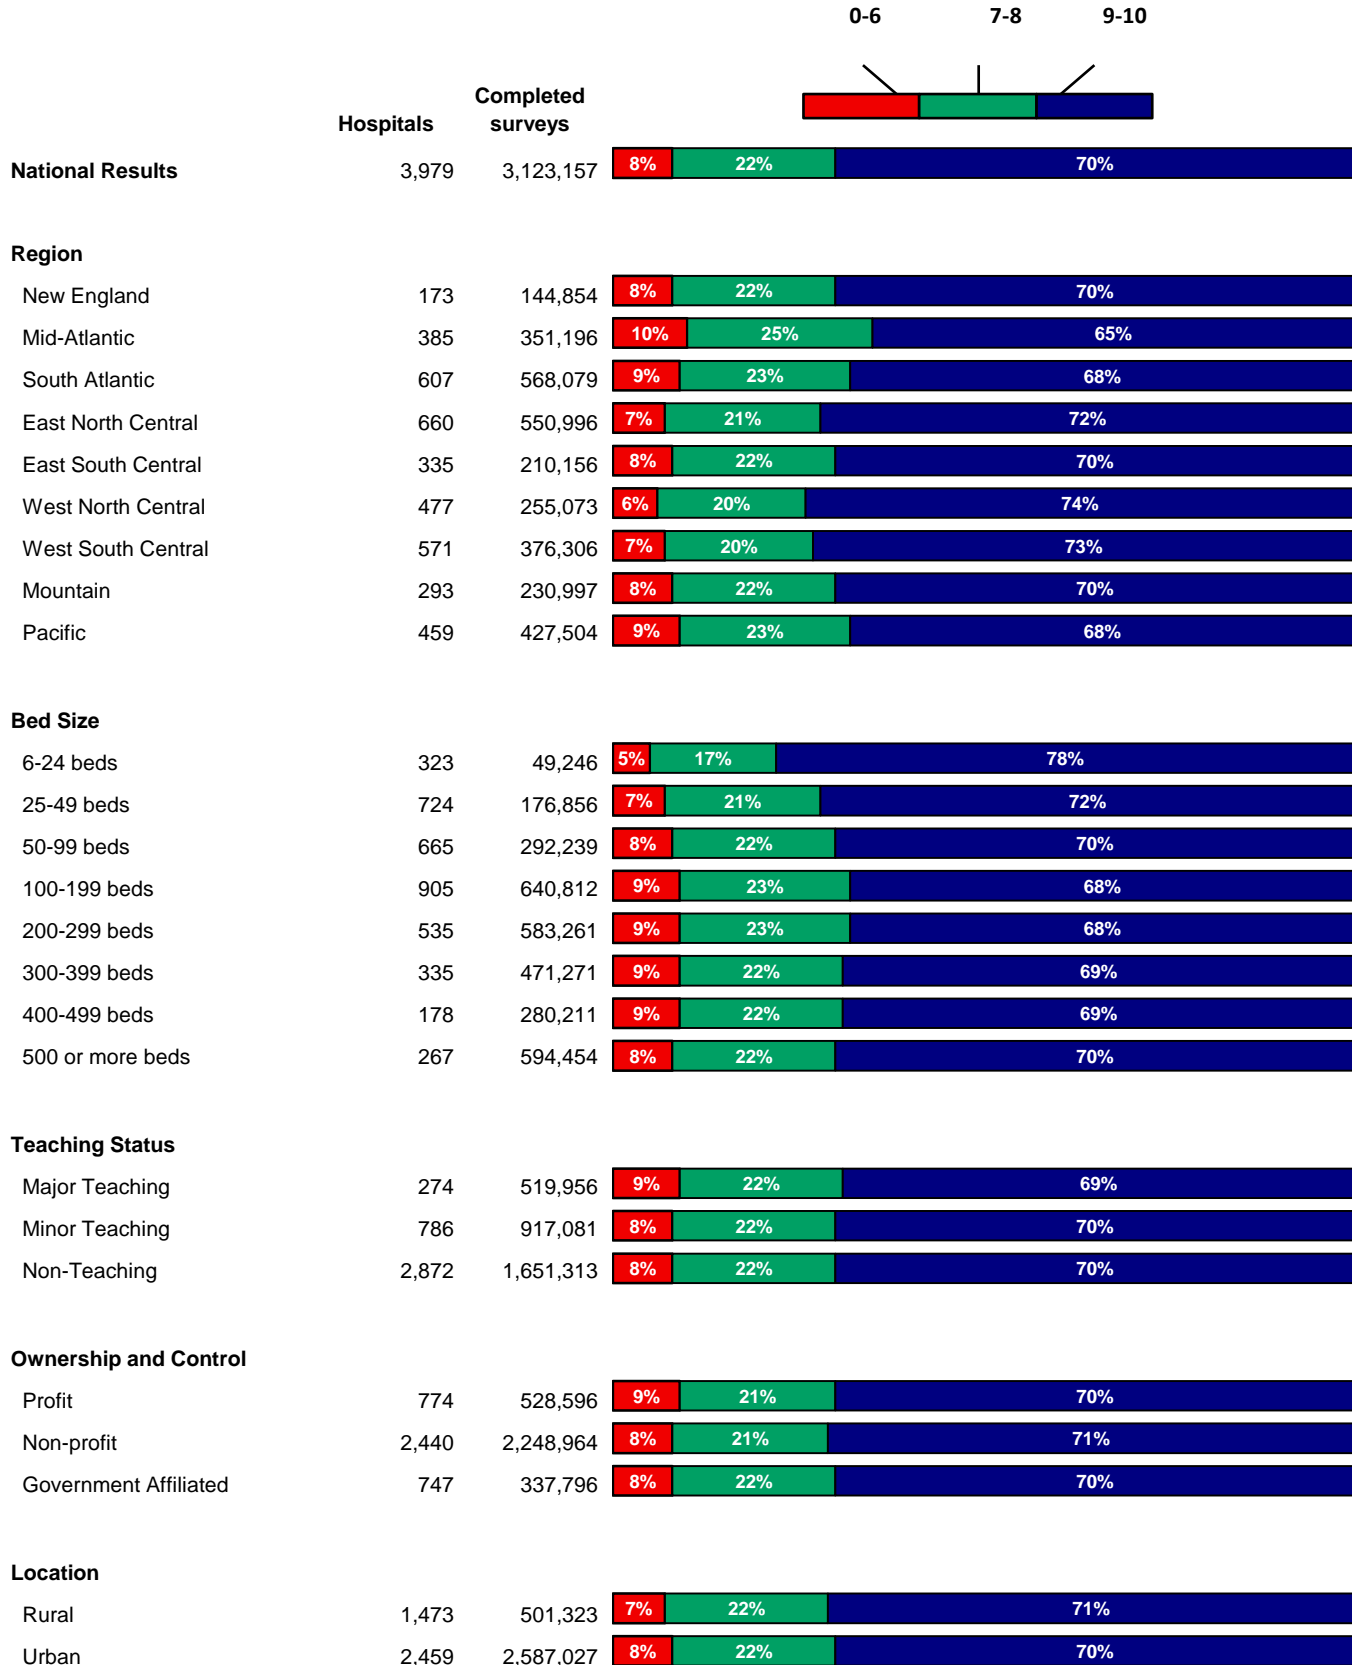 0-6 7-8 9-10
Completed
Hospitals surveys
National Results 3,979 3,123,157 8% 22% 70%
Region
New England 173 144,854 8% 22% 70%
Mid-Atlantic 385 351,196 10% 25% 65%
South Atlantic 607 568,079 9% 23% 68%
East North Central 660 550,996 7% 21% 72%
East South Central 335 210,156 8% 22% 70%
West North Central 477 255,073 6% 20% 74%
West South Central 571 376,306 7% 20% 73%
Mountain 293 230,997 8% 22% 70%
Pacific 459 427,504 9% 23% 68%
Bed Size
6-24 beds 323 49,246 5% 17% 78%
25-49 beds 724 176,856 7% 21% 72%
50-99 beds 665 292,239 8% 22% 70%
100-199 beds 905 640,812 9% 23% 68%
200-299 beds 535 583,261 9% 23% 68%
300-399 beds 335 471,271 9% 22% 69%
400-499 beds 178 280,211 9% 22% 69%
500 or more beds 267 594,454 8% 22% 70%
Teaching Status
Major Teaching 274 519,956 9% 22% 69%
Minor Teaching 786 917,081 8% 22% 70%
Non-Teaching 2,872 1,651,313 8% 22% 70%
Ownership and Control
Profit 774 528,596 9% 21% 70%
Non-profit 2,440 2,248,964 8% 21% 71%
Government Affiliated 747 337,796 8% 22% 70%
Location
Rural 1,473 501,323 7% 22% 71%
Urban 2,459 2,587,027 8% 22% 70%